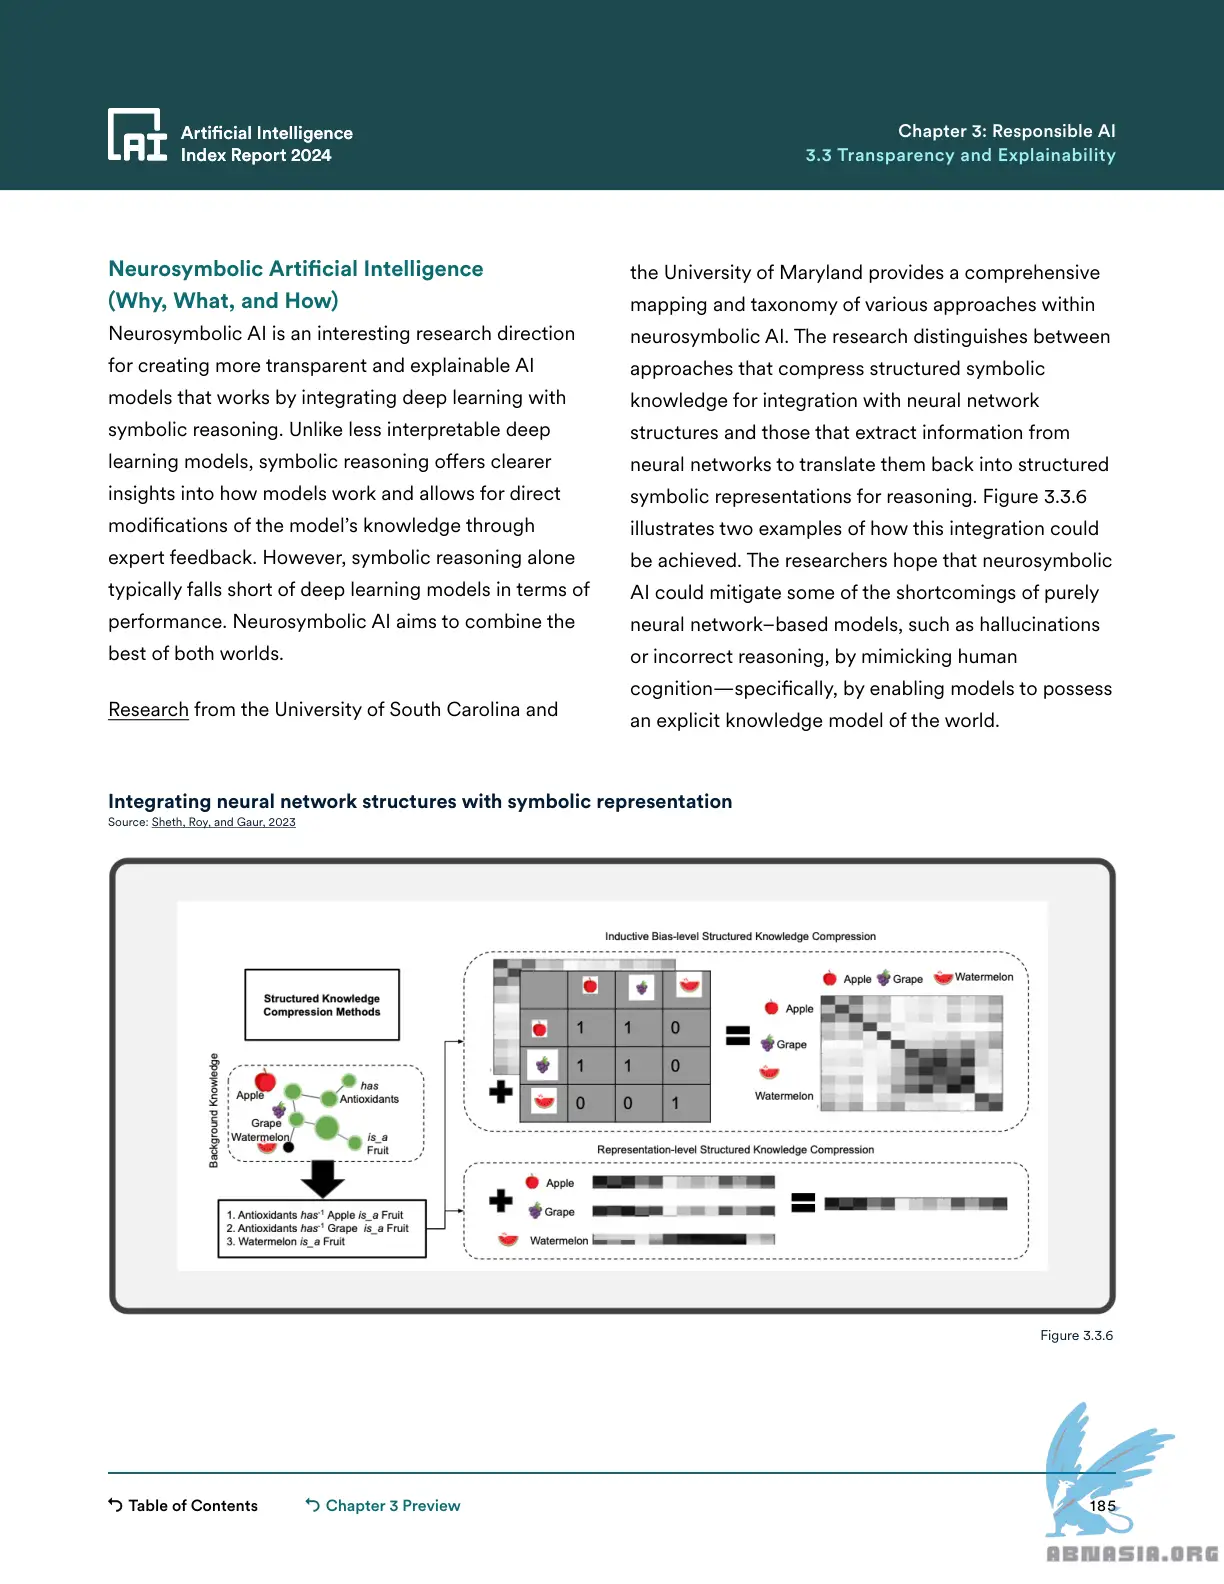 Artificial Intelligence
Index Report 2024
Chapter 3: Responsible AI
3.3 Transparency and Explainability
Neurosymbolic Artificial Intelligence
(Why, What, and How)
Neurosymbolic AI is an interesting research direction
for creating more transparent and explainable AI
models that works by integrating deep learning with
symbolic reasoning. Unlike less interpretable deep
learning models, symbolic reasoning offers clearer
insights into how models work and allows for direct
modifications of the model’s knowledge through
expert feedback. However, symbolic reasoning alone
typically falls short of deep learning models in terms of
performance. Neurosymbolic AI aims to combine the
best of both worlds.
Research from the University of South Carolina and
the University of Maryland provides a comprehensive
mapping and taxonomy of various approaches within
neurosymbolic AI. The research distinguishes between
approaches that compress structured symbolic
knowledge for integration with neural network
structures and those that extract information from
neural networks to translate them back into structured
symbolic representations for reasoning. Figure 3.3.6
illustrates two examples of how this integration could
be achieved. The researchers hope that neurosymbolic
AI could mitigate some of the shortcomings of purely
neural network–based models, such as hallucinations
or incorrect reasoning, by mimicking human
cognition—specifically, by enabling models to possess
an explicit knowledge model of the world.
Integrating neural network structures with symbolic representation
Source: Sheth, Roy, and Gaur, 2023
Structured Knowledge
Compression Methods
Background Knowledge
Apple
has
Antioxidants
Grape
Watermelon
is_a
Fruit
1. Antioxidants has⁻¹ Apple is_a Fruit
2. Antioxidants has⁻¹ Grape is_a Fruit
3. Watermelon is_a Fruit
Inductive Bias-level Structured Knowledge Compression
1 1 0
1 1 0
0 0 1
Apple Grape Watermelon
Apple
Grape
Watermelon
Representation-level Structured Knowledge Compression
Apple
Grape
Watermelon
Figure 3.3.6
Table of Contents
Chapter 3 Preview
185
ABNASIA.ORG